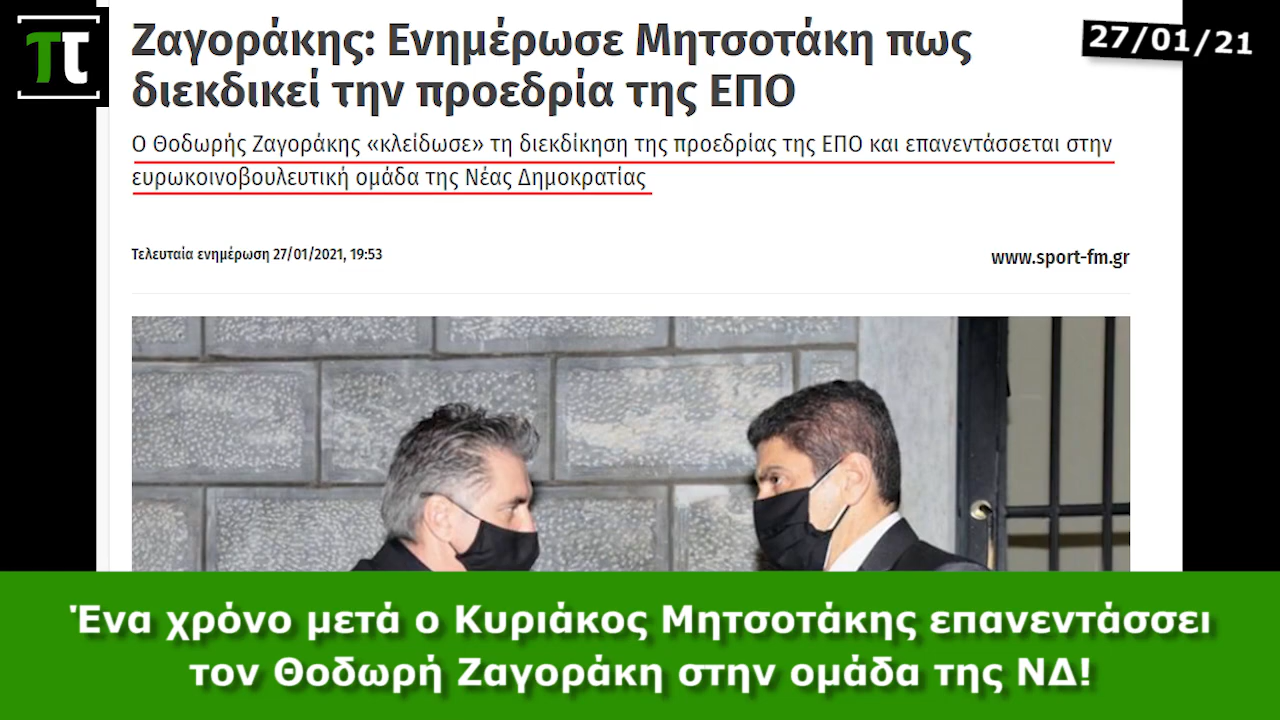 27/01/21
Ζαγοράκης: Ενημέρωσε Μητσοτάκη πως
διεκδικεί την προεδρία της ΕΠΟ
Ο Θοδωρής Ζαγοράκης «κλείδωσε» τη διεκδίκηση της προεδρίας της ΕΠΟ και επανεντάσσεται στην
ευρωκοινοβουλευτική ομάδα της Νέας Δημοκρατίας
Τελευταία ενημέρωση 27/01/2021, 19:53
www.sport-fm.gr
Ένα χρόνο μετά ο Κυριάκος Μητσοτάκης επανεντάσσει
τον Θοδωρή Ζαγοράκη στην ομάδα της ΝΔ!